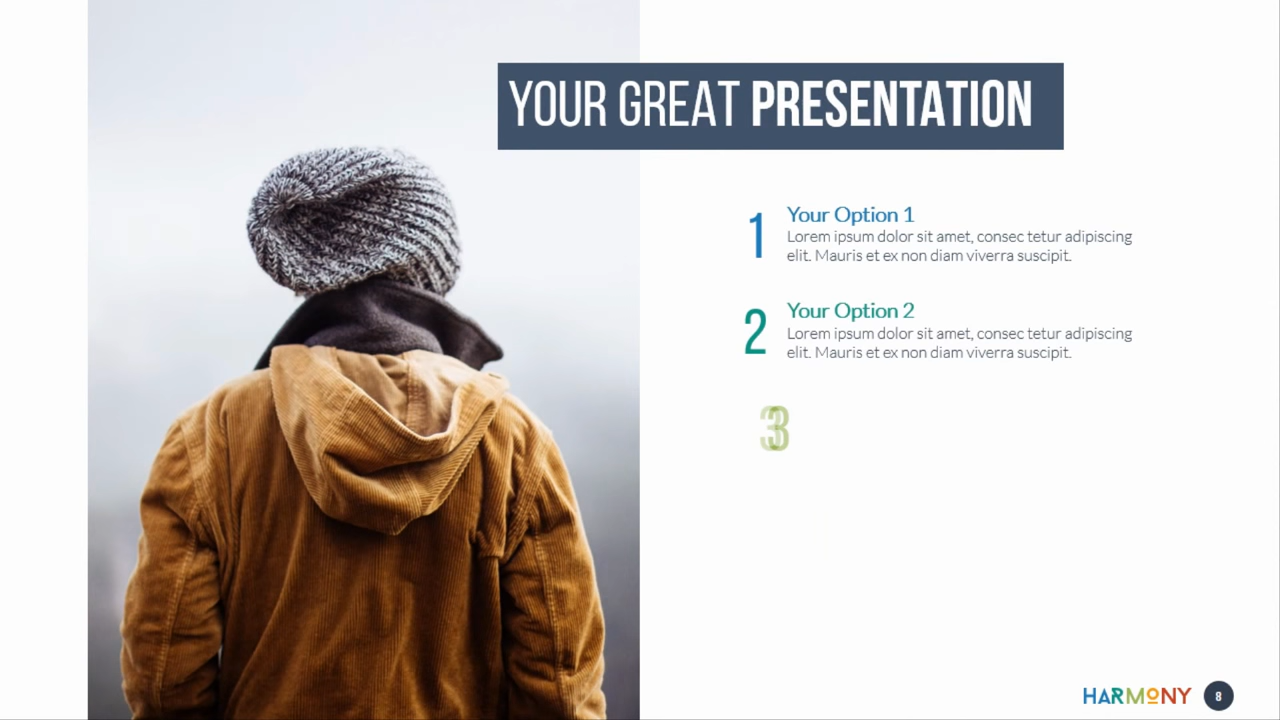 YOUR GREAT PRESENTATION
1
Your Option 1
Lorem ipsum dolor sit amet, consec tetur adipiscing
elit. Mauris et ex non diam viverra suscipit.
2
Your Option 2
Lorem ipsum dolor sit amet, consec tetur adipiscing
elit. Mauris et ex non diam viverra suscipit.
3
HARMONY
8